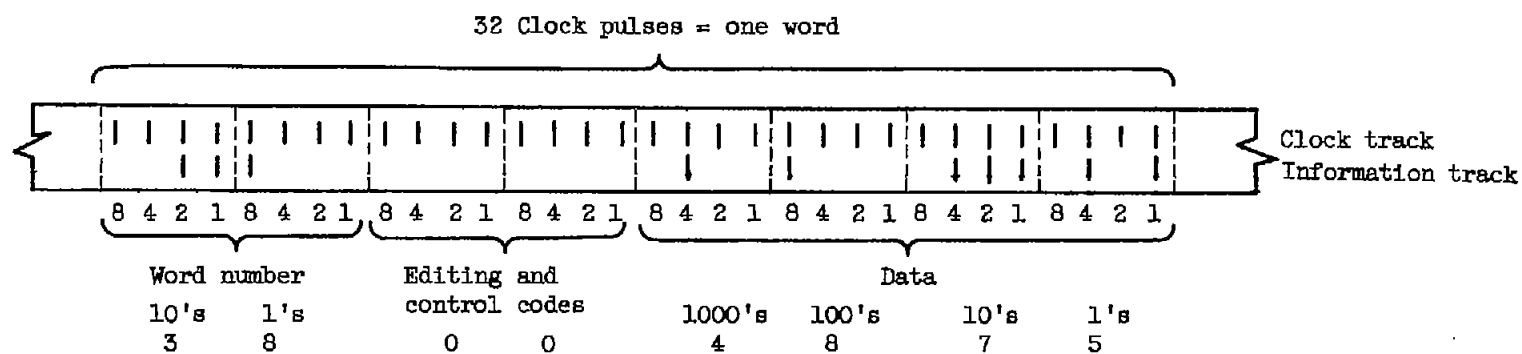 32 Clock pulses = one word
Clock track
Information track
8 4 2 1 8 4 2 1 8 4 2 1 8 4 2 1 8 4 2 1 8 4 2 1 8 4 2 1 8 4 2 1
Word number Editing and Data
control codes
10's 1's 1000's 100's 10's 1's
3 8 0 0 4 8 7 5